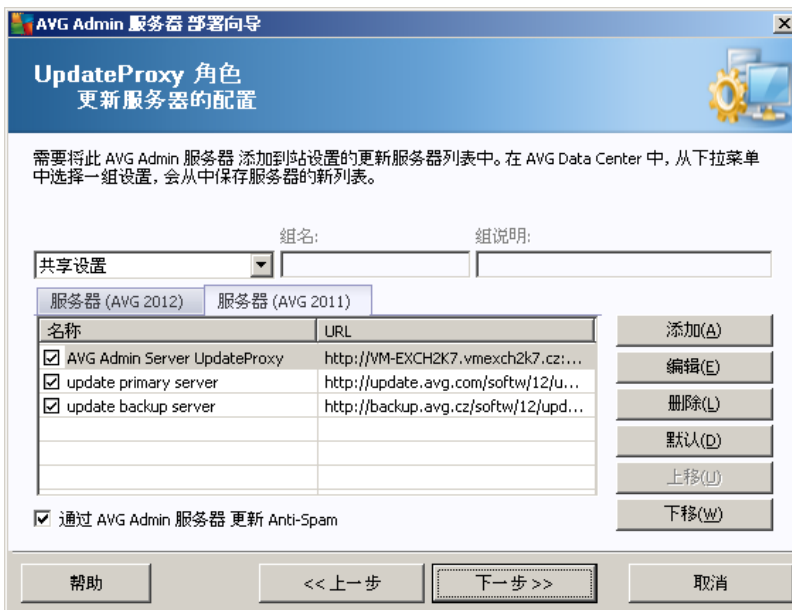 AVG Admin 服务器 部署向导
UpdateProxy 角色
更新服务器的配置
需要将此 AVG Admin 服务器 添加到站设置的更新服务器列表中。在 AVG Data Center 中, 从下拉菜单
中选择一组设置, 会从中保存服务器的新列表。
组名: 组说明:
共享设置
服务器 (AVG 2012) 服务器 (AVG 2011)
名称 URL
AVG Admin Server UpdateProxy http://VM-EXCH2K7.vmexch2k7.cz:...
update primary server http://update.avg.com/softw/12/u...
update backup server http://backup.avg.cz/softw/12/upd...
添加(A)
编辑(E)
删除(L)
默认(D)
上移(U)
下移(W)
通过 AVG Admin 服务器 更新 Anti-Spam
帮助 << 上一步 下一步 >> 取消